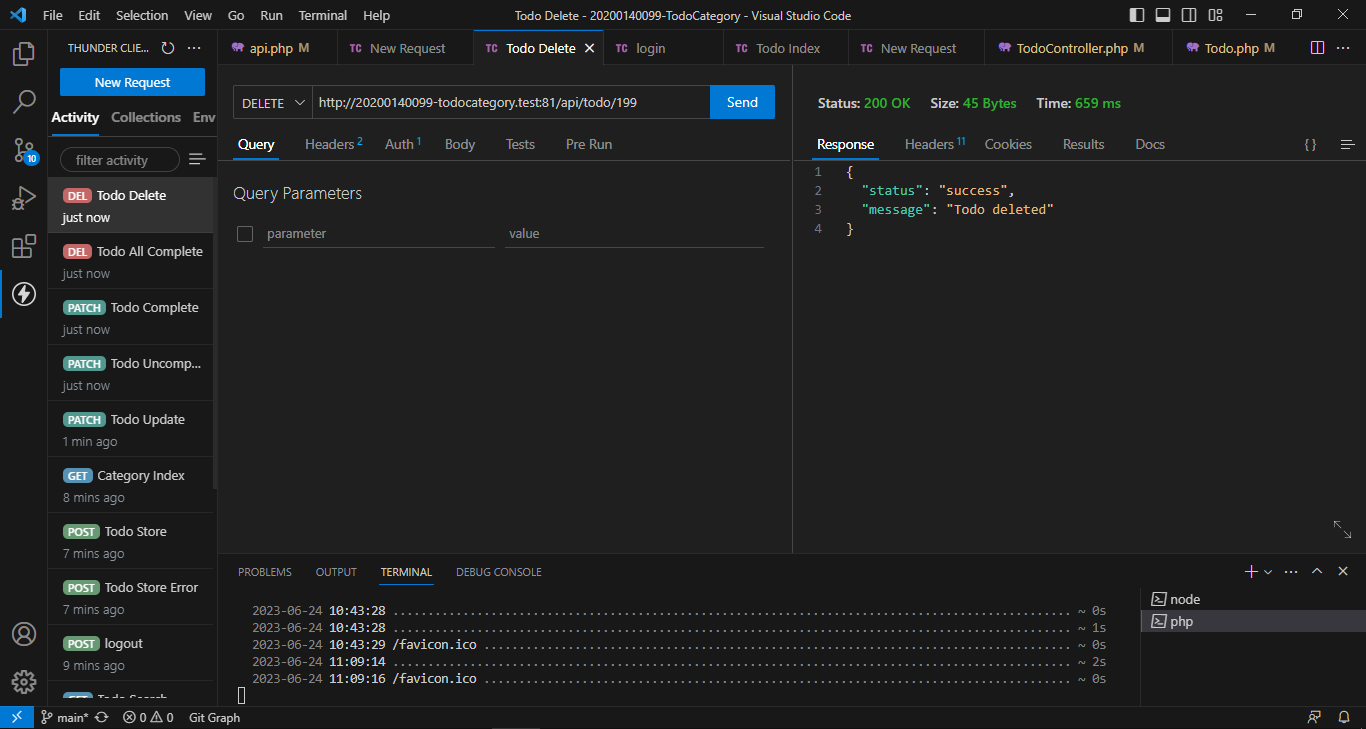 File Edit Selection View Go Run Terminal Help
Todo Delete - 20200140099-TodoCategory - Visual Studio Code
THUNDER CLIE... ...
New Request
Activity Collections Env
filter activity
DEL Todo Delete
just now
DEL Todo All Complete
just now
PATCH Todo Complete
just now
PATCH Todo Uncomp...
just now
PATCH Todo Update
1 min ago
GET Category Index
8 mins ago
POST Todo Store
7 mins ago
POST Todo Store Error
7 mins ago
POST logout
9 mins ago
GET Todo Search
10
api.php M
TC New Request
TC Todo Delete
TC login
TC Todo Index
TC New Request
TodoController.php M
Todo.php M
DELETE http://20200140099-todocategory.test:81/api/todo/199 Send
Query Headers 2 Auth 1 Body Tests Pre Run
Query Parameters
parameter value
Status: 200 OK Size: 45 Bytes Time: 659 ms
Response Headers 11 Cookies Results Docs { }
1 {
2 "status": "success",
3 "message": "Todo deleted"
4 }
PROBLEMS OUTPUT TERMINAL DEBUG CONSOLE
2023-06-24 10:43:28 ................................................ ~ 0s
2023-06-24 10:43:28 ................................................ ~ 1s
2023-06-24 10:43:29 /favicon.ico ................................................ ~ 0s
2023-06-24 11:09:14 ................................................ ~ 2s
2023-06-24 11:09:16 /favicon.ico ................................................ ~ 0s
node
php
main* 0 0 Git Graph